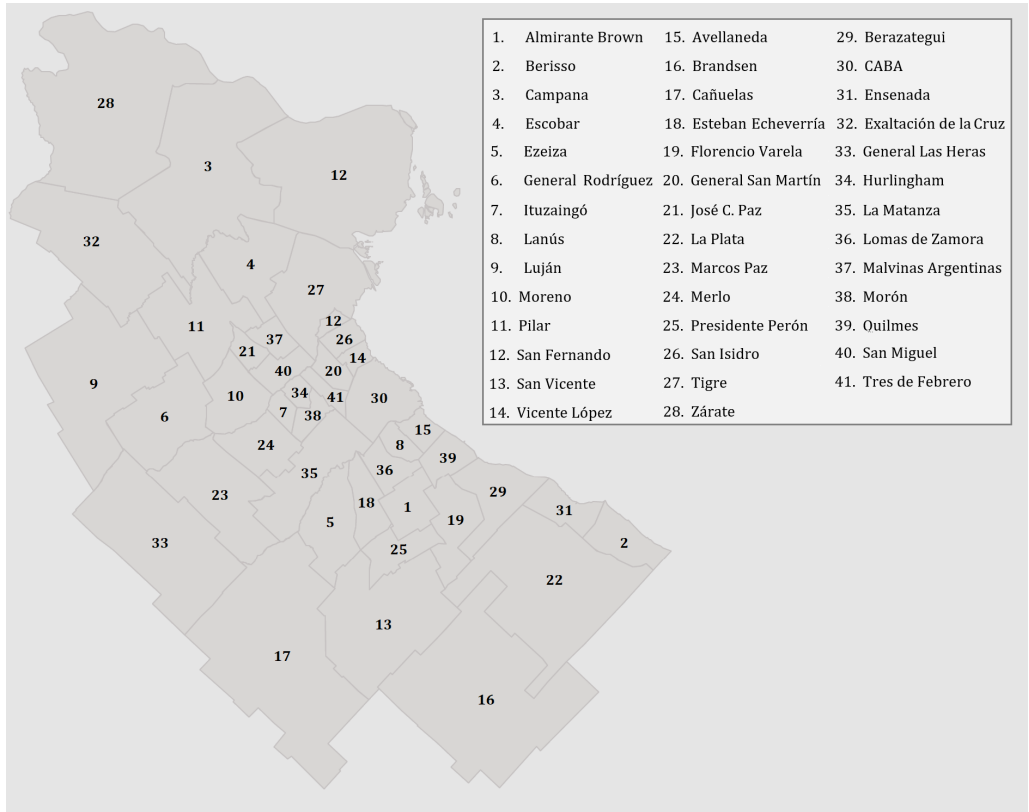 1. Almirante Brown
2. Berisso
3. Campana
4. Escobar
5. Ezeiza
6. General Rodríguez
7. Ituzaingó
8. Lanús
9. Luján
10. Moreno
11. Pilar
12. San Fernando
13. San Vicente
14. Vicente López
15. Avellaneda
16. Brandsen
17. Cañuelas
18. Esteban Echeverría
19. Florencio Varela
20. General San Martín
21. José C. Paz
22. La Plata
23. Marcos Paz
24. Merlo
25. Presidente Perón
26. San Isidro
27. Tigre
28. Zárate
29. Berazategui
30. CABA
31. Ensenada
32. Exaltación de la Cruz
33. General Las Heras
34. Hurlingham
35. La Matanza
36. Lomas de Zamora
37. Malvinas Argentinas
38. Morón
39. Quilmes
40. San Miguel
41. Tres de Febrero
28
3
12
32
4
27
11
12
37
26
21
14
40
20
9
34
10
41
30
7
38
6
15
24
8
39
36
35
29
23
18
1
31
5
19
33
25
2
22
13
17
16